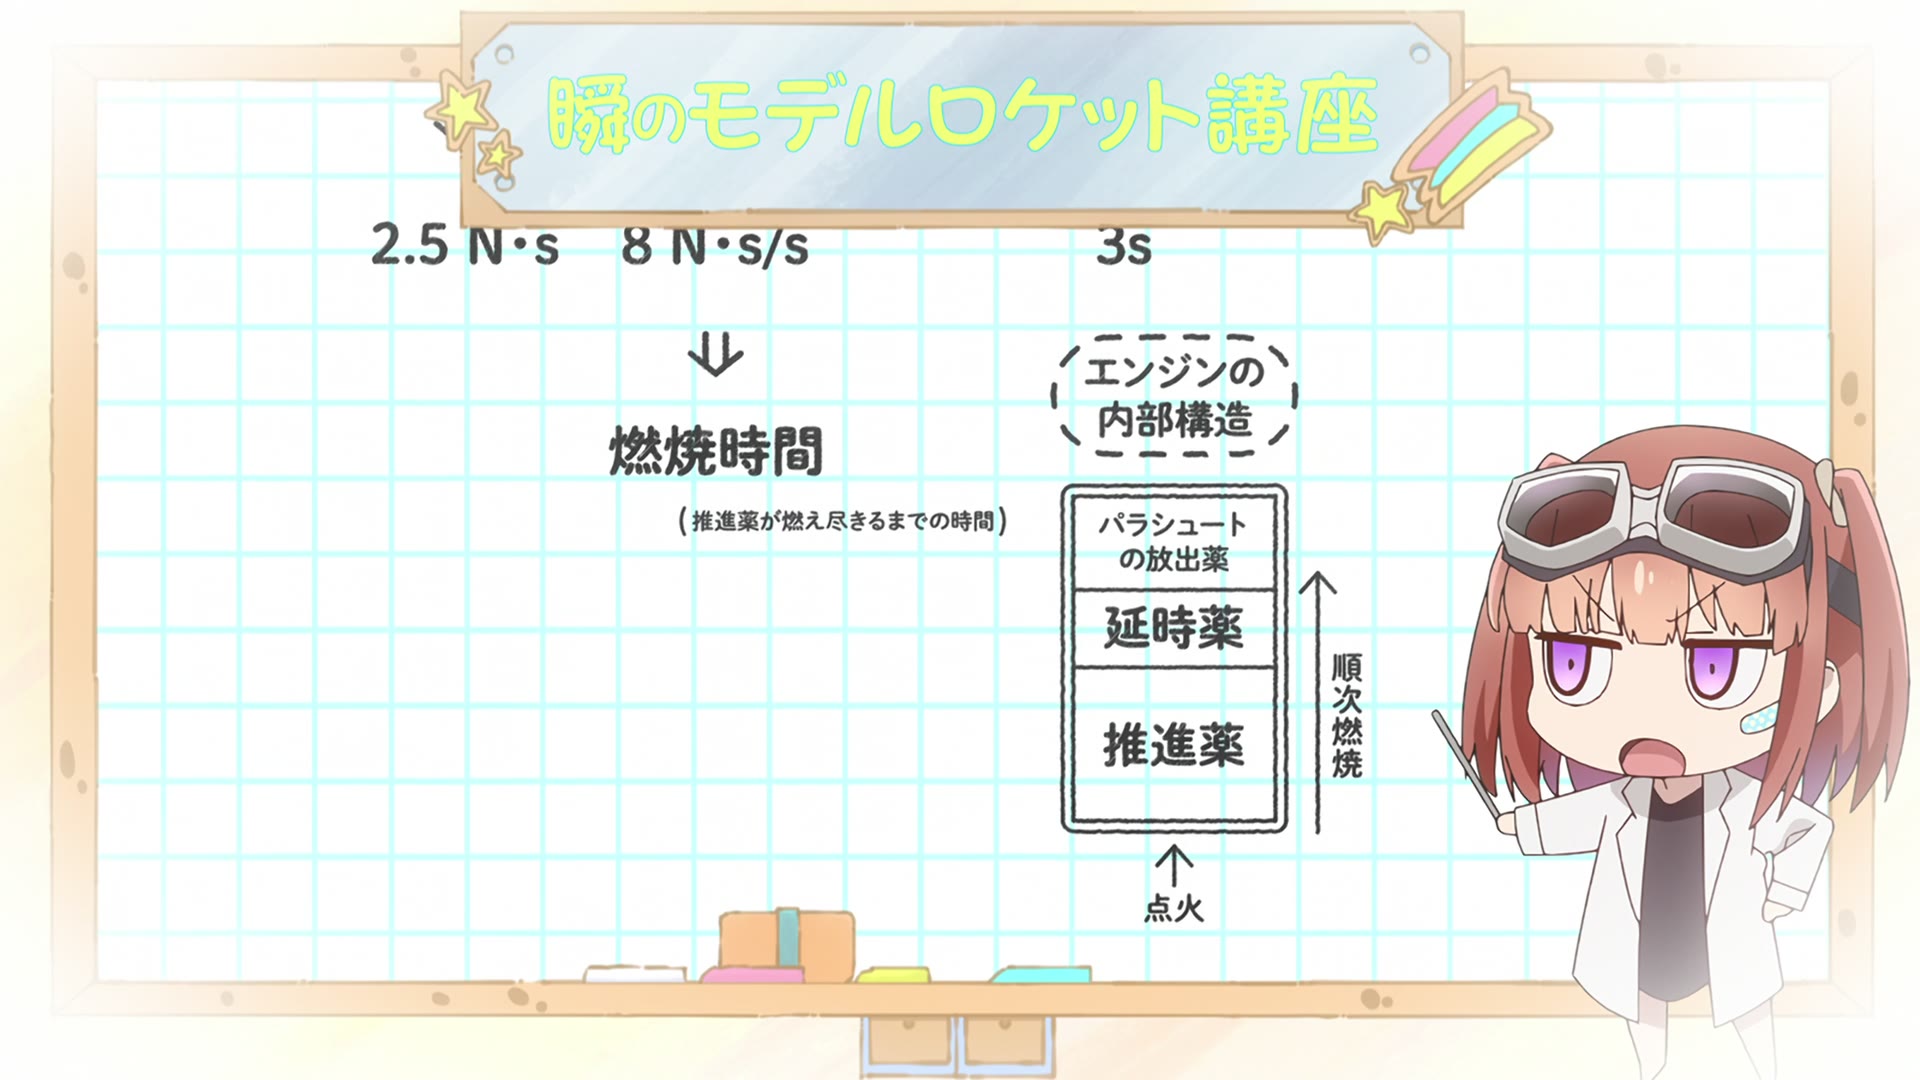 瞬のモデルロケット講座
2.5 N·s 8 N·s/s 3s
燃焼時間
(推進薬が燃え尽きるまでの時間)
エンジンの
内部構造
パラシュート
の放出薬
延時薬
推進薬
順次燃焼
点火